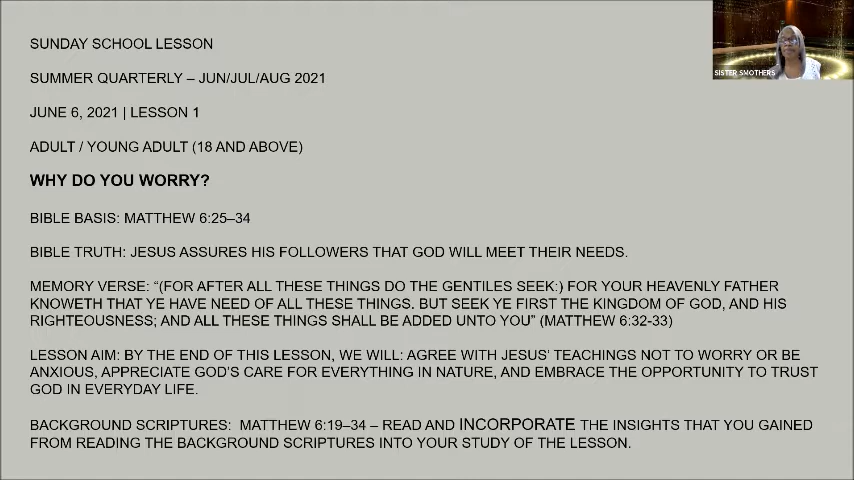 SUNDAY SCHOOL LESSON
SUMMER QUARTERLY – JUN/JUL/AUG 2021
JUNE 6, 2021 | LESSON 1
ADULT / YOUNG ADULT (18 AND ABOVE)
WHY DO YOU WORRY?
BIBLE BASIS: MATTHEW 6:25–34
BIBLE TRUTH: JESUS ASSURES HIS FOLLOWERS THAT GOD WILL MEET THEIR NEEDS.
MEMORY VERSE: “(FOR AFTER ALL THESE THINGS DO THE GENTILES SEEK:) FOR YOUR HEAVENLY FATHER
KNOWETH THAT YE HAVE NEED OF ALL THESE THINGS. BUT SEEK YE FIRST THE KINGDOM OF GOD, AND HIS
RIGHTEOUSNESS; AND ALL THESE THINGS SHALL BE ADDED UNTO YOU” (MATTHEW 6:32-33)
LESSON AIM: BY THE END OF THIS LESSON, WE WILL: AGREE WITH JESUS’ TEACHINGS NOT TO WORRY OR BE
ANXIOUS, APPRECIATE GOD’S CARE FOR EVERYTHING IN NATURE, AND EMBRACE THE OPPORTUNITY TO TRUST
GOD IN EVERYDAY LIFE.
BACKGROUND SCRIPTURES:  MATTHEW 6:19–34 – READ AND INCORPORATE THE INSIGHTS THAT YOU GAINED
FROM READING THE BACKGROUND SCRIPTURES INTO YOUR STUDY OF THE LESSON.
SISTER SMOTHERS